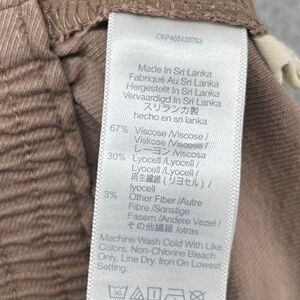 CKP465133762
Made In Sri Lanka
Fabriqué Au Sri Lanka
Hergestellt In Sri Lanka
Vervaardigd In Sri Lanka
スリランカ製
hecho en sri lanka
67% Viscose /Viscose /
Viskose /Viscose /
レーヨン /viscosa
30% Lyocell /Lyocell /
Lyocell /Lyocell /
再生繊維 (リヨセル) /
lyocell
3% Other Fiber /Autre
Fibre /Sonstige
Fasern /Andere Vezel /
その他繊維 /otras
Machine Wash Cold With Like
Colors. Non-Chlorine Bleach
Only. Line Dry. Iron On Lowest
Setting.